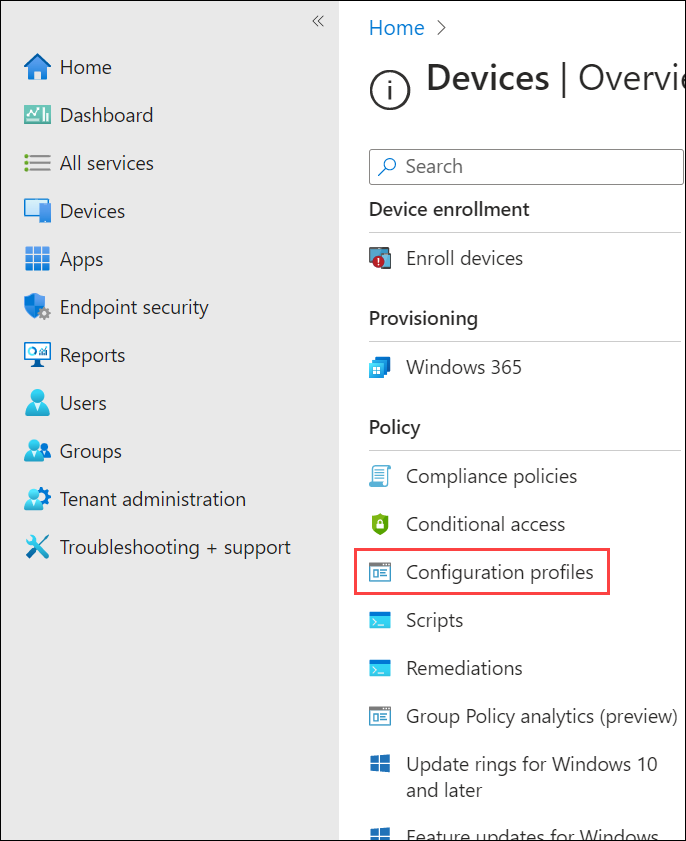 Home
Dashboard
All services
Devices
Apps
Endpoint security
Reports
Users
Groups
Tenant administration
Troubleshooting + support
Home
Devices | Overvie
Search
Device enrollment
Enroll devices
Provisioning
Windows 365
Policy
Compliance policies
Conditional access
Configuration profiles
Scripts
Remediations
Group Policy analytics (preview)
Update rings for Windows 10
and later
Feature updates for Windows